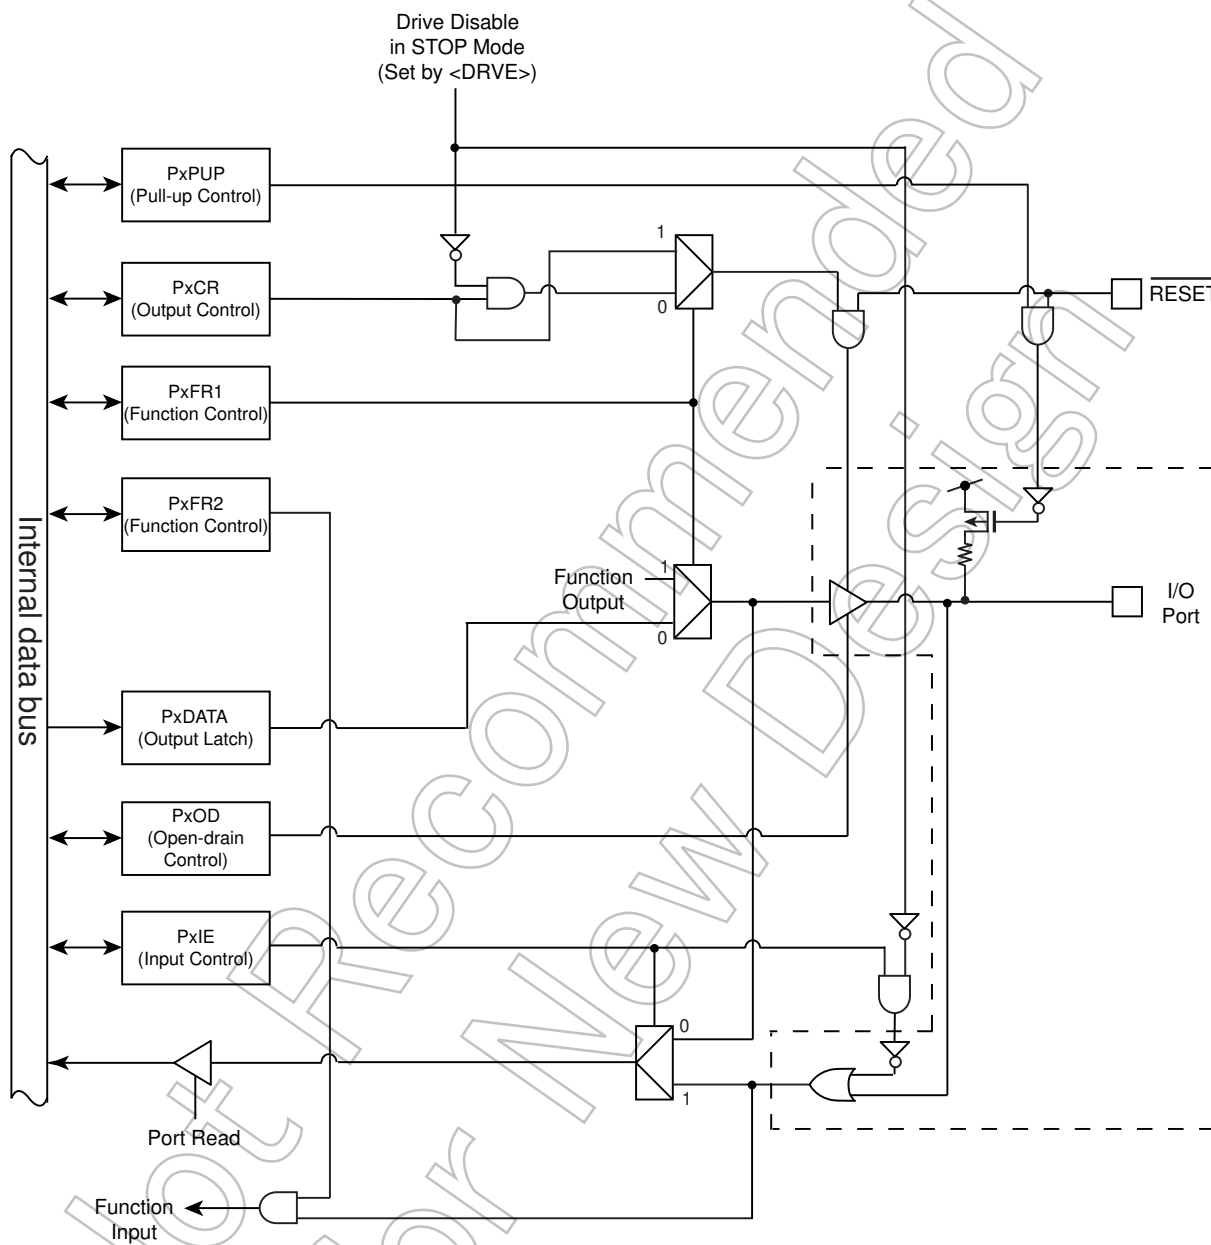 Drive Disable
in STOP Mode
(Set by <DRVE>)
PxPUP
(Pull-up Control)
1
PxCR
(Output Control)
0
RESET
PxFR1
(Function Control)
PxFR2
(Function Control)
Internal data bus
1
Function
Output
0
I/O
Port
PxDATA
(Output Latch)
PxOD
(Open-drain
Control)
PxIE
(Input Control)
0
1
Port Read
Function
Input
Not Recommended
for New Design